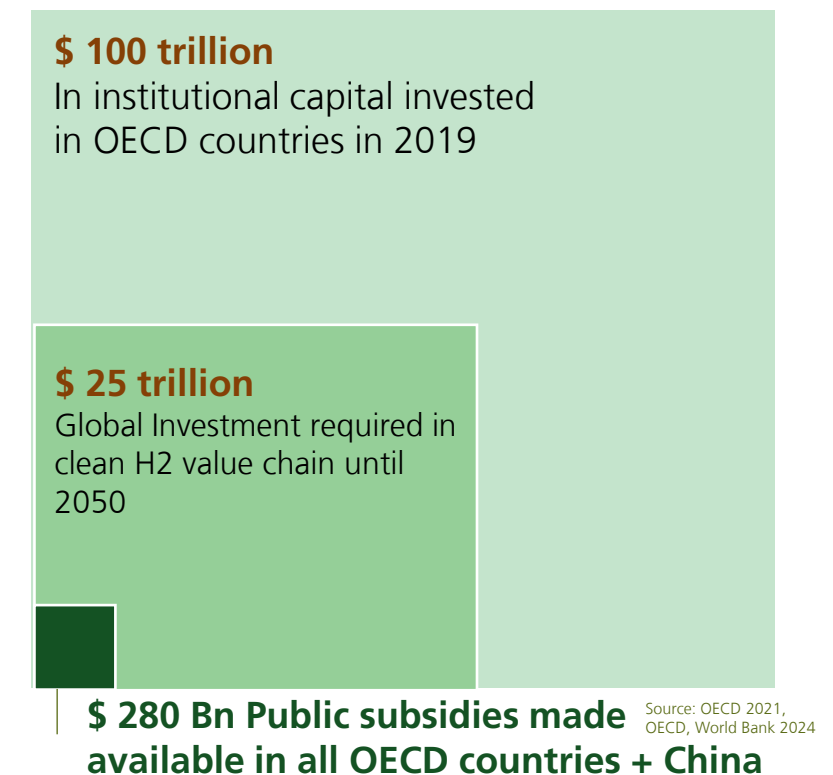 $ 100 trillion
In institutional capital invested
in OECD countries in 2019
$ 25 trillion
Global Investment required in
clean H2 value chain until
2050
$ 280 Bn Public subsidies made
available in all OECD countries + China
Source: OECD 2021,
OECD, World Bank 2024